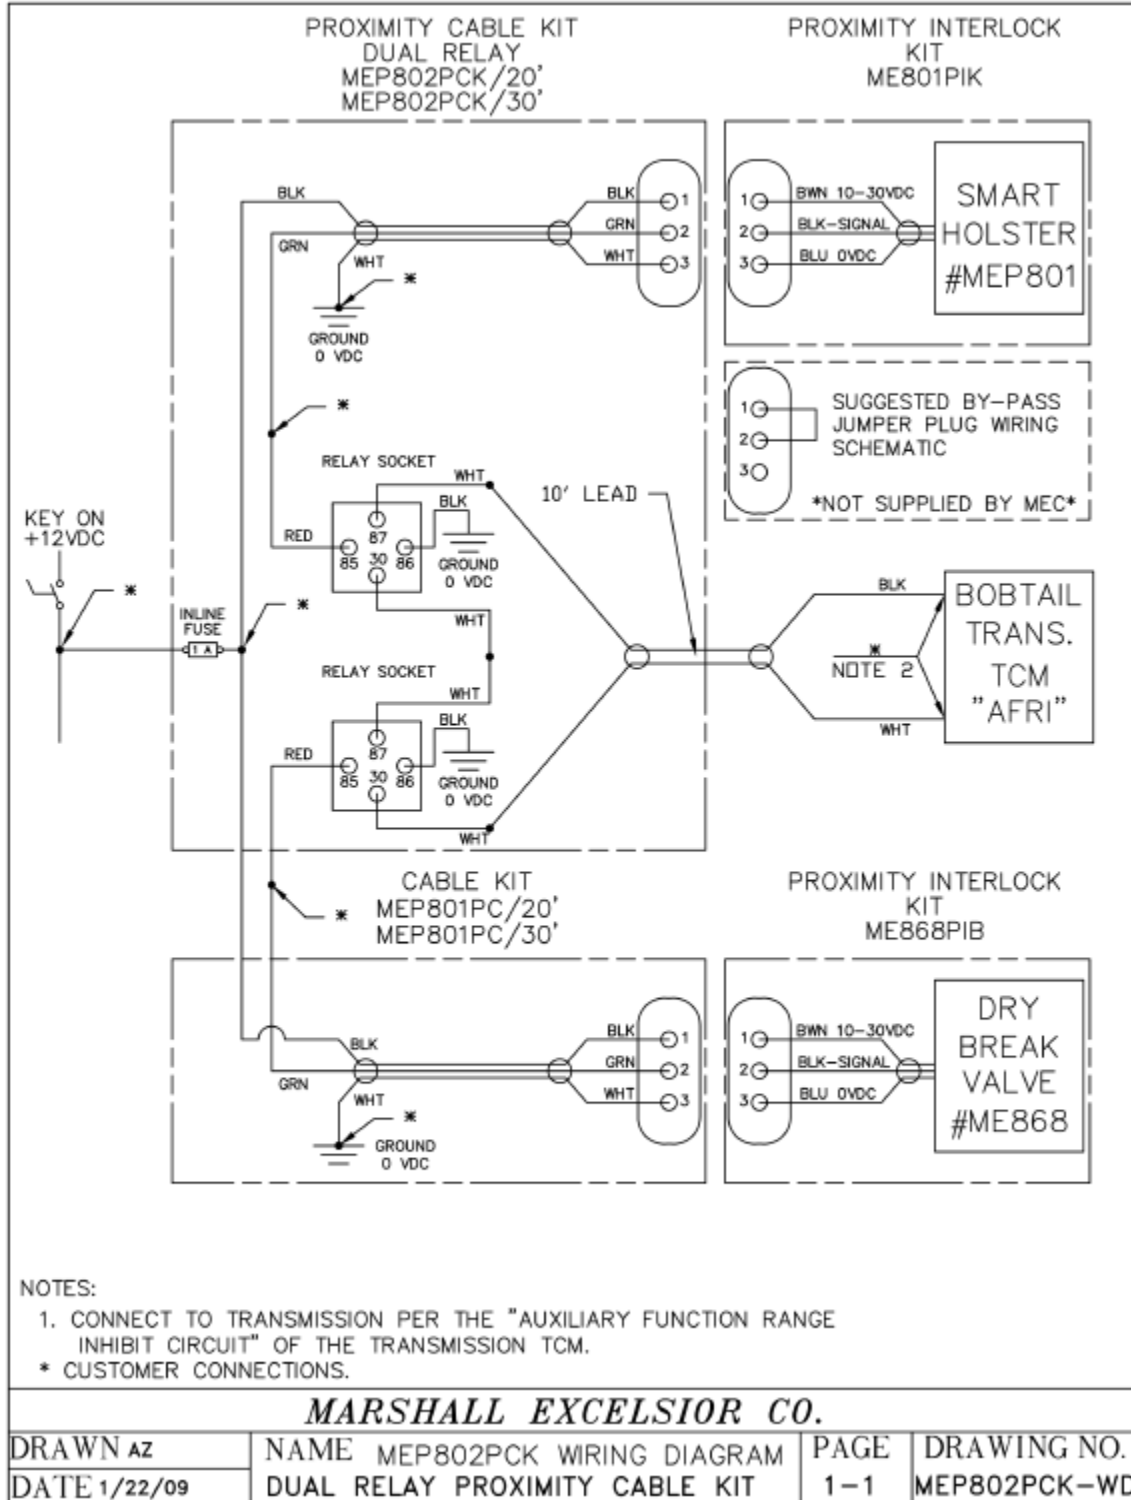 PROXIMITY CABLE KIT
DUAL RELAY
MEP802PCK/20'
MEP802PCK/30'
PROXIMITY INTERLOCK
KIT
ME801PIK
BLK
GRN
WHT
*
GROUND
0 VDC
BLK
GRN
WHT
1
2
3
1
2
3
BWN 10-30VDC
BLK-SIGNAL
BLU 0VDC
SMART
HOLSTER
#MEP801
*
1
2
3
SUGGESTED BY-PASS
JUMPER PLUG WIRING
SCHEMATIC
*NOT SUPPLIED BY MEC*
RELAY SOCKET
WHT
BLK
RED
87
85
30
86
GROUND
0 VDC
WHT
10' LEAD
KEY ON
+12VDC
*
INLINE
FUSE
1 A
*
RELAY SOCKET
WHT
BLK
RED
87
85
30
86
GROUND
0 VDC
WHT
BLK
*
NOTE 2
WHT
BOBTAIL
TRANS.
TCM
"AFRI"
*
CABLE KIT
MEP801PC/20'
MEP801PC/30'
PROXIMITY INTERLOCK
KIT
ME868PIB
BLK
GRN
WHT
*
GROUND
0 VDC
BLK
GRN
WHT
1
2
3
1
2
3
BWN 10-30VDC
BLK-SIGNAL
BLU 0VDC
DRY
BREAK
VALVE
#ME868
NOTES:
1. CONNECT TO TRANSMISSION PER THE "AUXILIARY FUNCTION RANGE
INHIBIT CIRCUIT" OF THE TRANSMISSION TCM.
* CUSTOMER CONNECTIONS.
MARSHALL EXCELSIOR CO.
DRAWN AZ
DATE 1/22/09
NAME MEP802PCK WIRING DIAGRAM
DUAL RELAY PROXIMITY CABLE KIT
PAGE
1-1
DRAWING NO.
MEP802PCK-WD